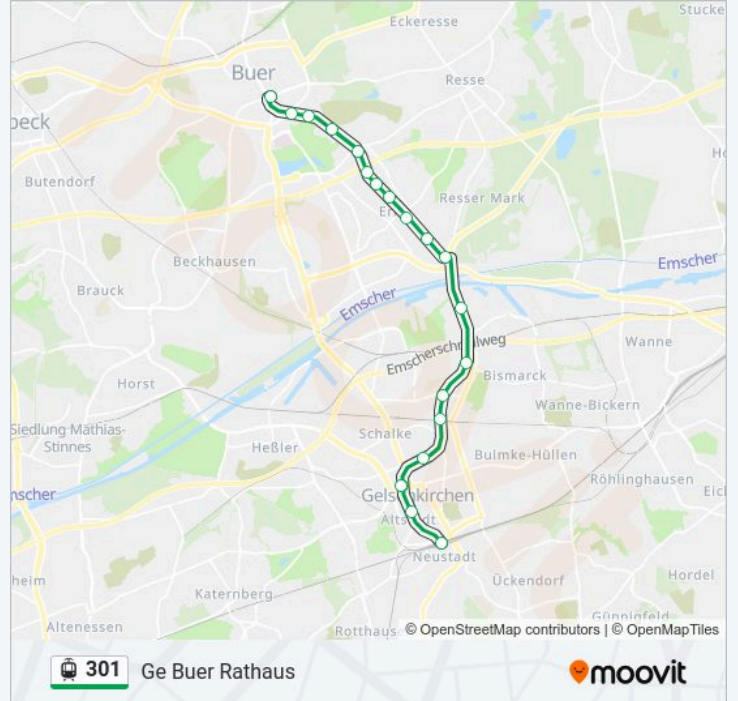 Stucke
Eckeresse
Buer
Resse
beck
Butendorf
Resser Mark
Beckhausen
Emscher
Brauck
Emscher
Emscherschnellweg
Wanne
Horst
Bismarck
Wanne-Bickern
Siedlung Mathias-
Stinnes
Schalke
Heßler
Bulmke-Hüllen
Röhlinghausen
nscher
Gelsenkirchen
Altstadt
Neustadt
Hordel
heim
Ückendorf
Katernberg
Günnigfeld
Altenessen
Rotthaus
© OpenStreetMap contributors | © OpenMapTiles
301 Ge Buer Rathaus
moovit